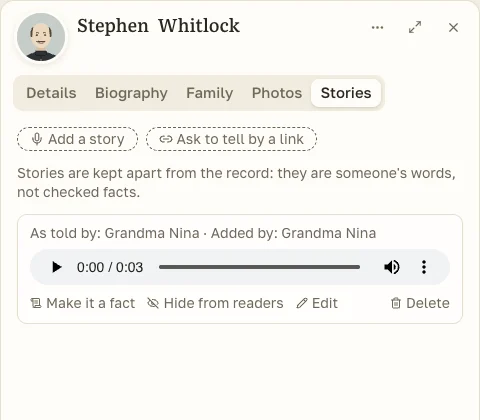 Stephen Whitlock
Details Biography Family Photos Stories
Add a story Ask to tell by a link
Stories are kept apart from the record: they are someone's words,
not checked facts.
As told by: Grandma Nina · Added by: Grandma Nina
0:00 / 0:03
Make it a fact Hide from readers Edit Delete